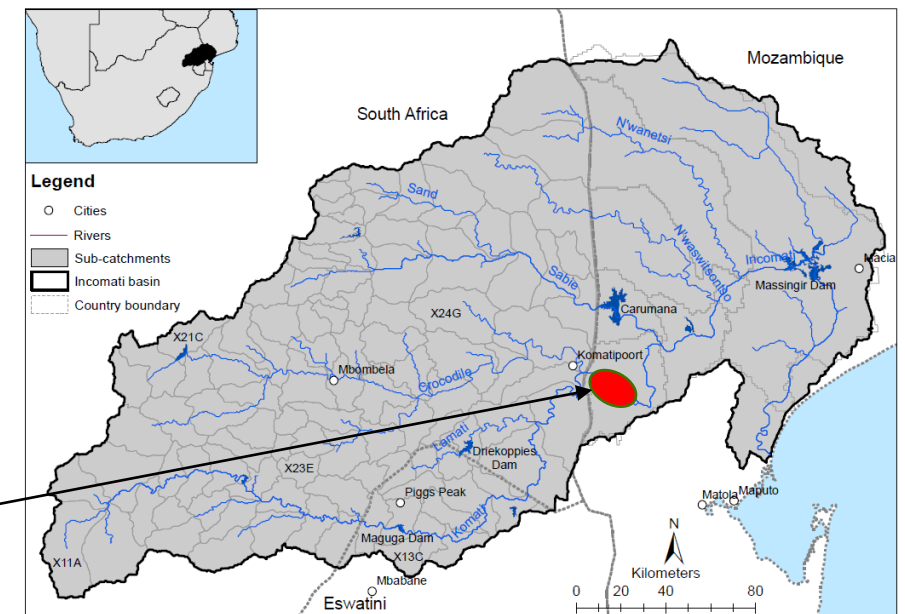 Mozambique
South Africa
Legend
Cities
Rivers
Sub-catchments
Incomati basin
Country boundary
N'wanetsi
Sand
N'waswitsontso
Sabie
Incomati
Macia
Massingir Dam
Carumana
X24G
X21C
Komatipoort
Mbombela
Crocodile
Lamati
Driekoppies
Dam
X23E
Piggs Peak
Komati
Matola
Maputo
Maguga Dam
X13C
X11A
Mbabane
Eswatini
N
Kilometers
0 20 40 80